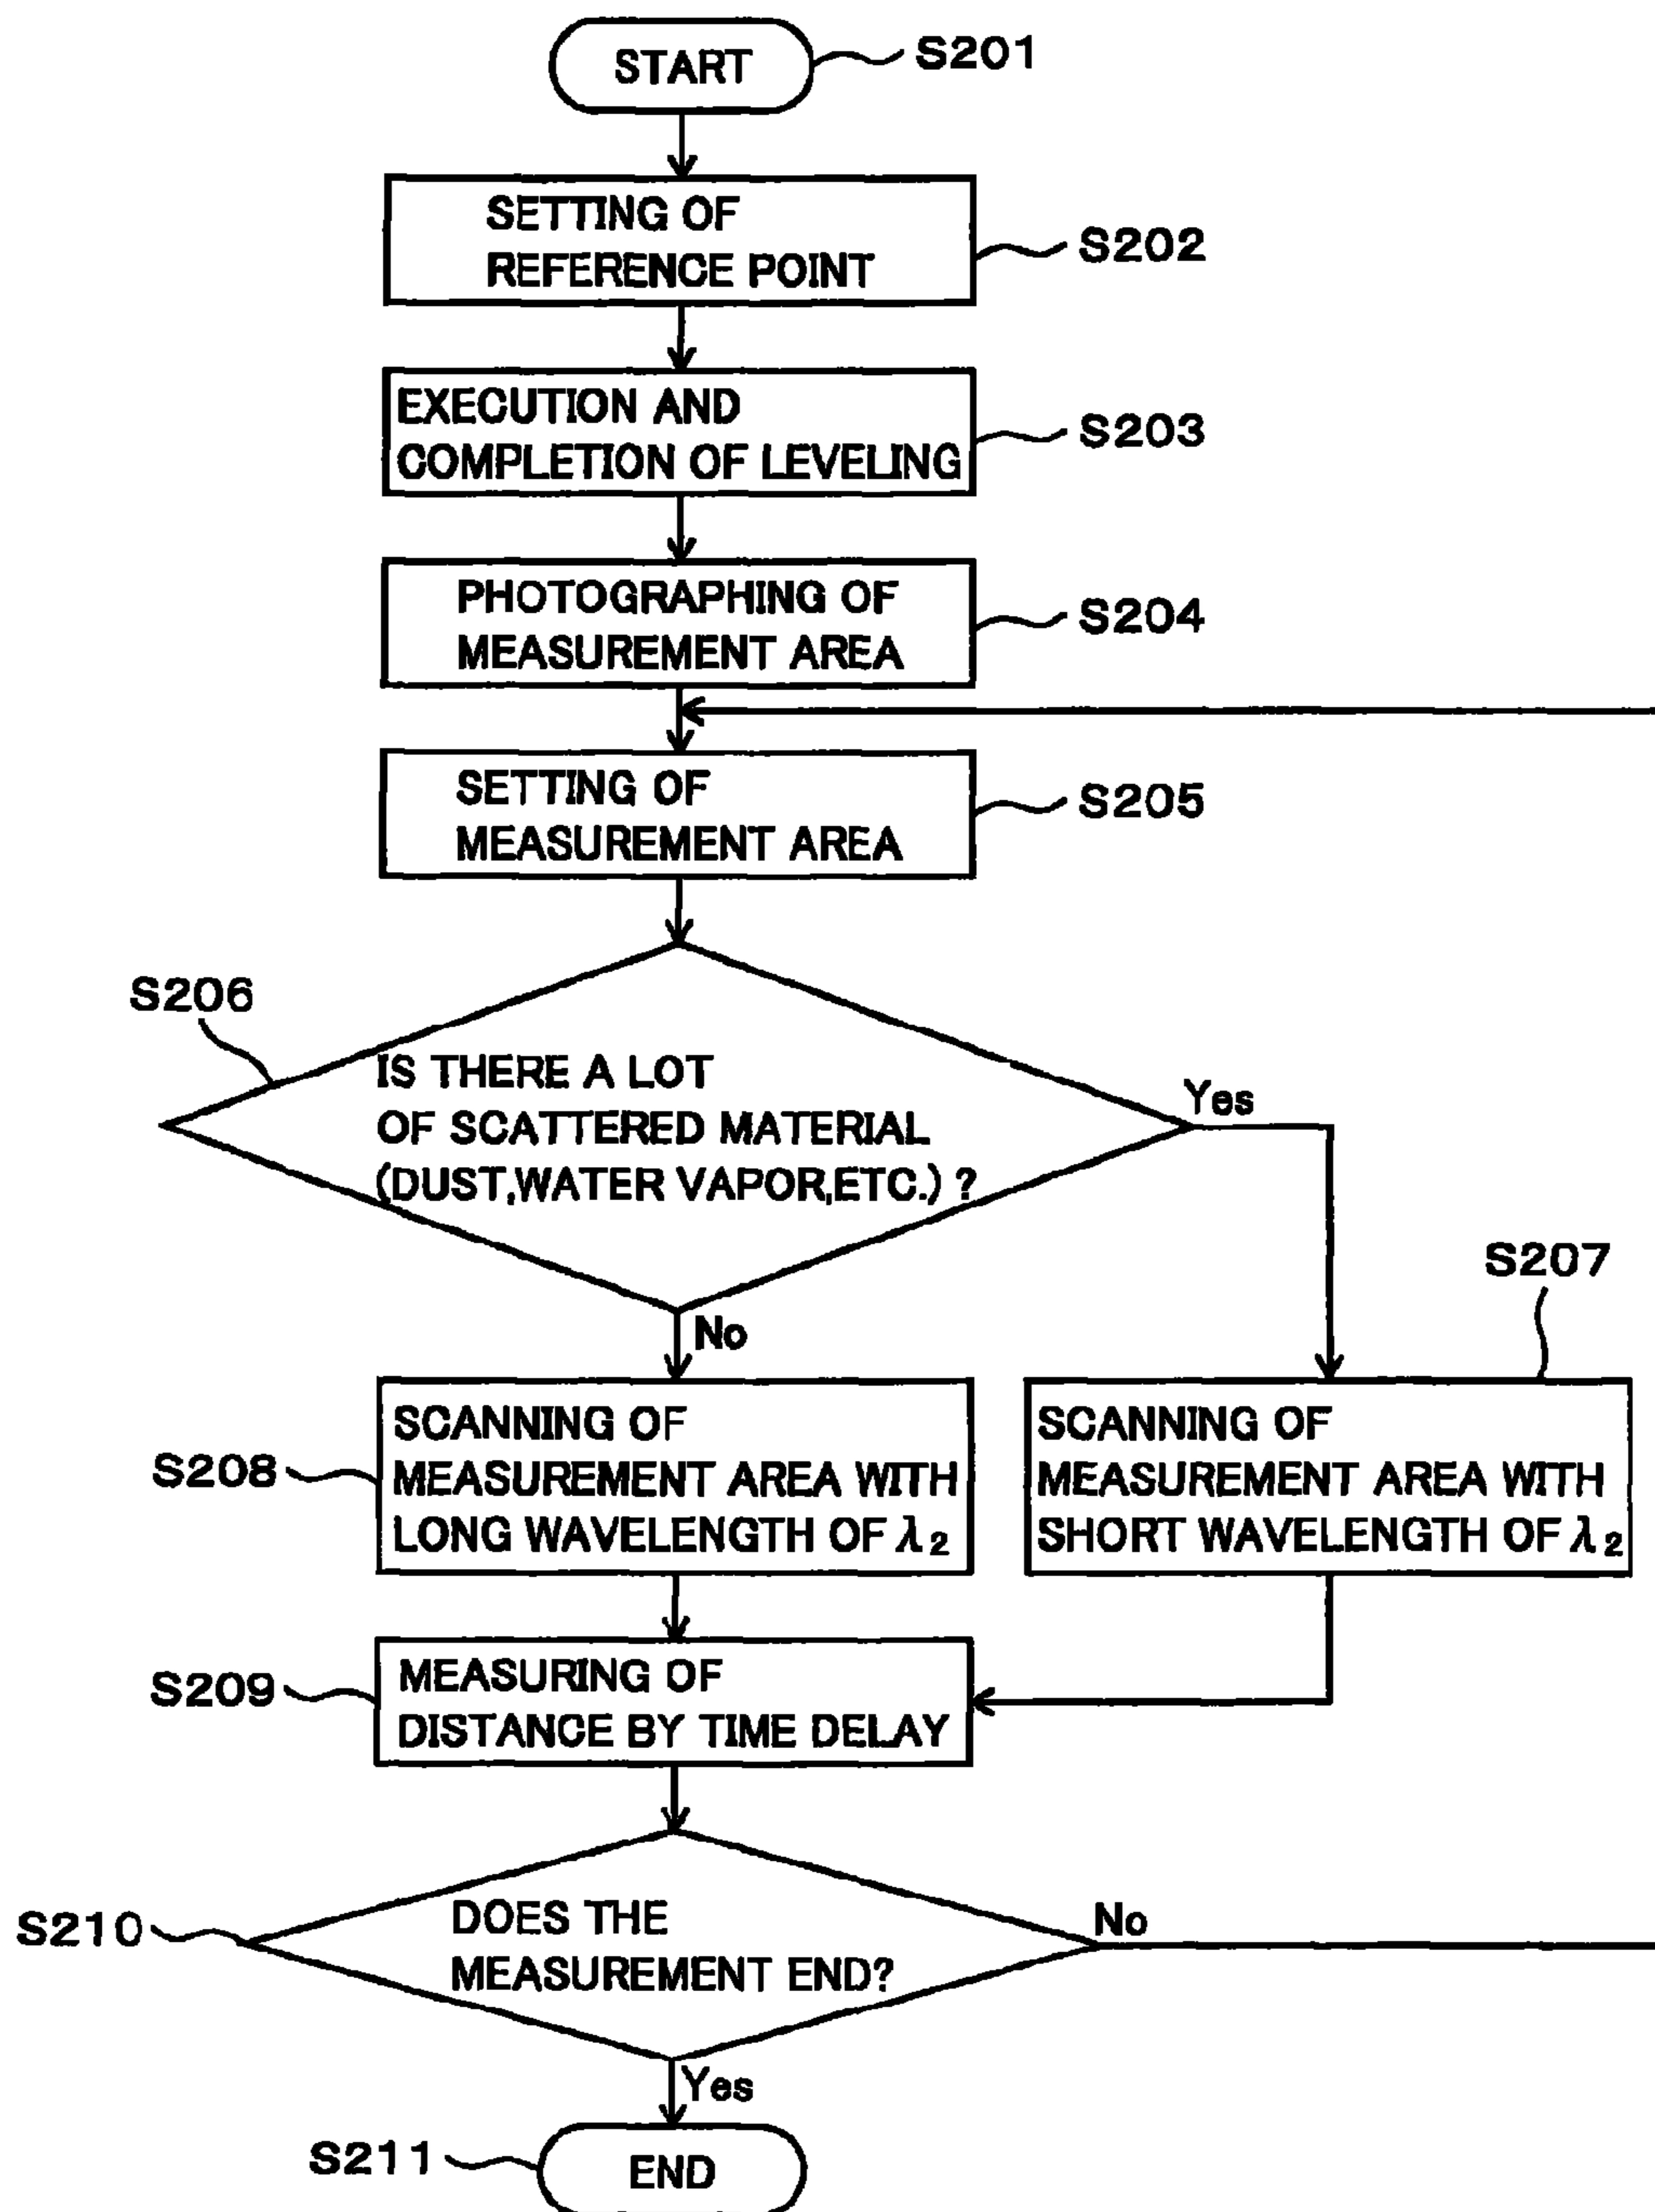 START
S201
SETTING OF
REFERENCE POINT
S202
EXECUTION AND
COMPLETION OF LEVELING
S203
PHOTOGRAPHING OF
MEASUREMENT AREA
S204
SETTING OF
MEASUREMENT AREA
S205
S206
IS THERE A LOT
OF SCATTERED MATERIAL
(DUST,WATER VAPOR,ETC.) ?
Yes
No
S207
SCANNING OF
MEASUREMENT AREA WITH
SHORT WAVELENGTH OF λ₂
S208
SCANNING OF
MEASUREMENT AREA WITH
LONG WAVELENGTH OF λ₂
S209
MEASURING OF
DISTANCE BY TIME DELAY
S210
DOES THE
MEASUREMENT END?
No
Yes
S211
END